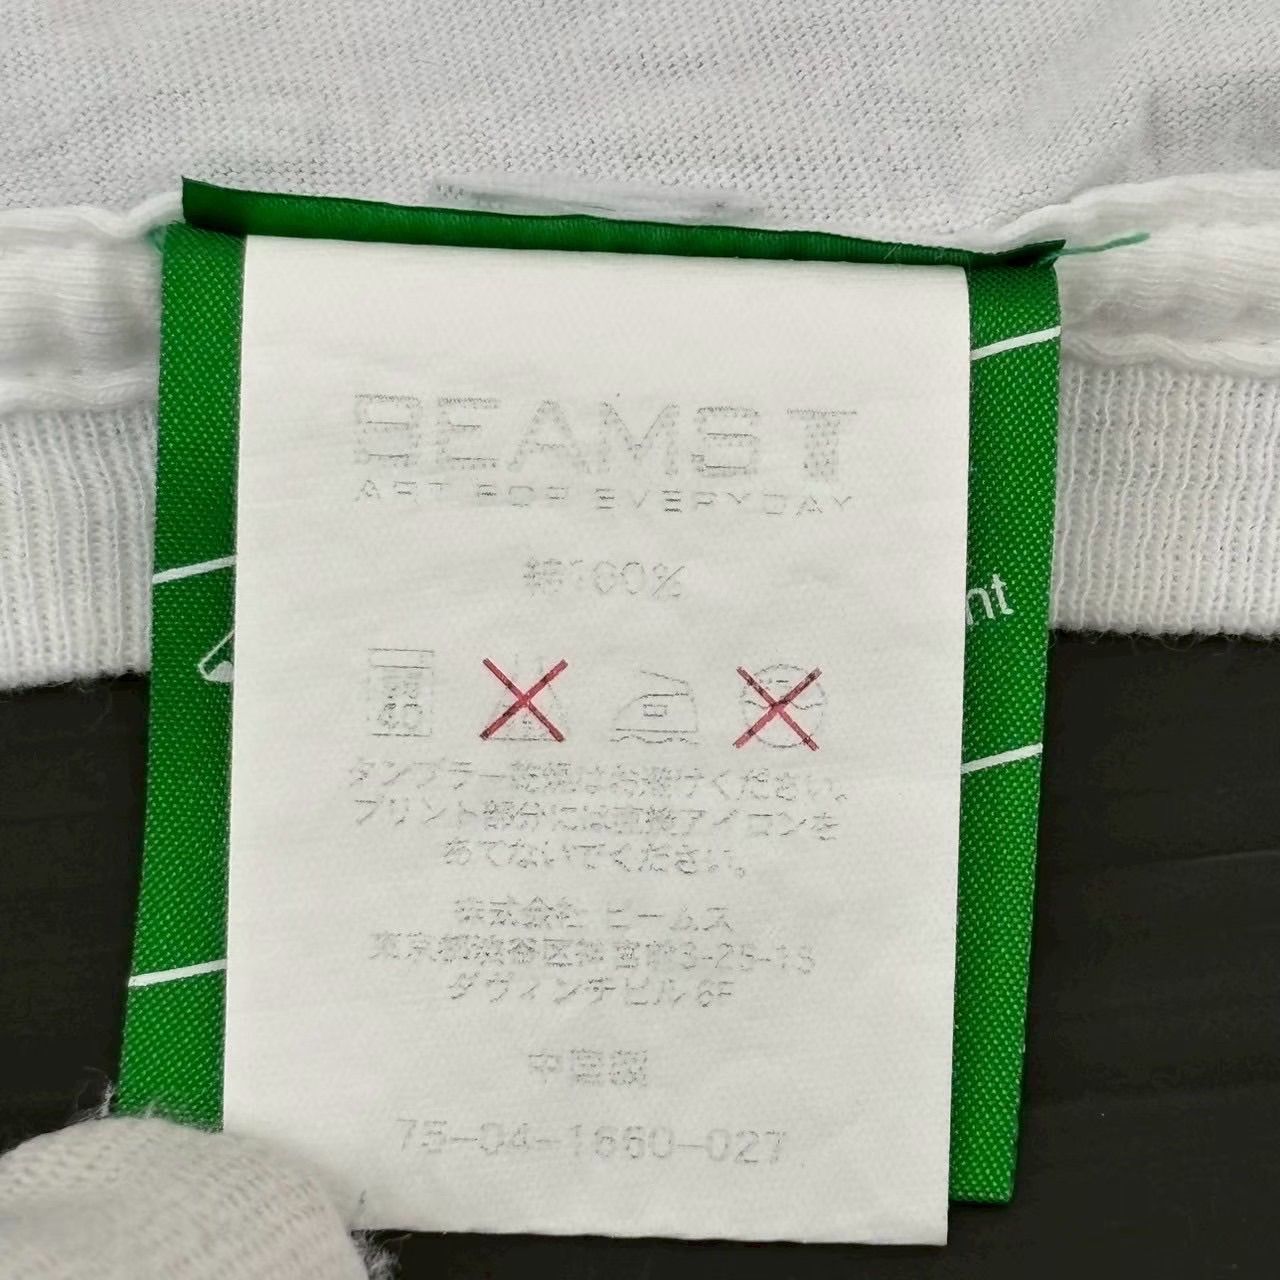 BEAMS T
ART FOR EVERYDAY
綿100%
タンブラー乾燥はお避けください。
プリント部分には直接アイロンを
あてないでください。
株式会社 ビームス
東京都渋谷区神宮前3-25-18
ダヴィンチビル 6F
中国製
75-04-1660-027
nt